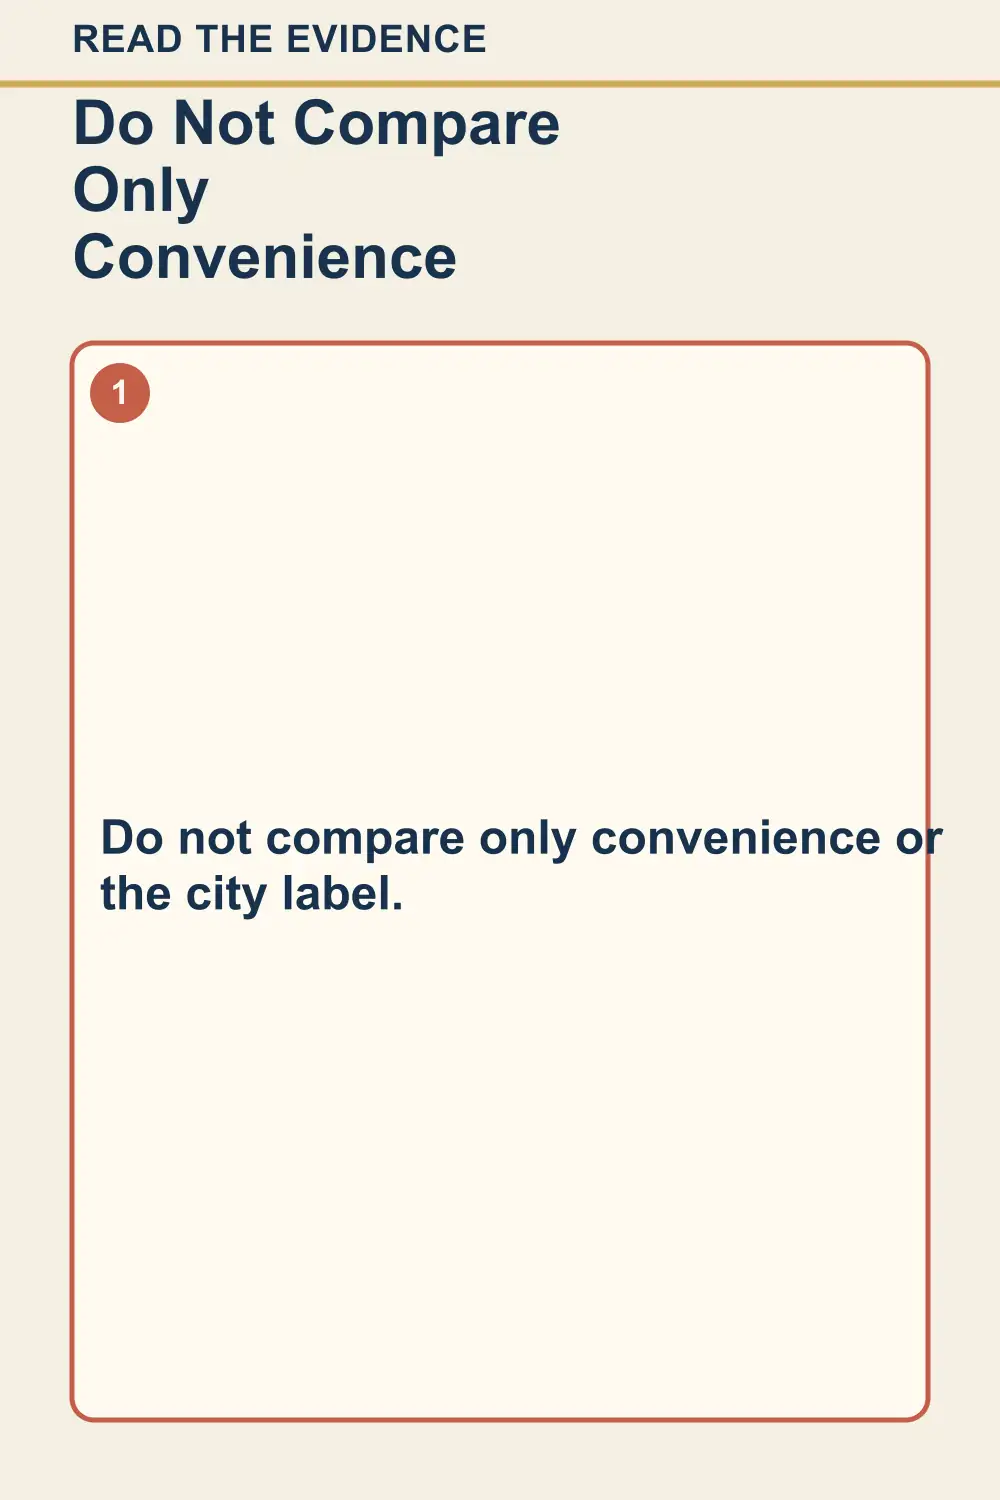 READ THE EVIDENCE
Do Not Compare
Only
Convenience
1
Do not compare only convenience or
the city label.